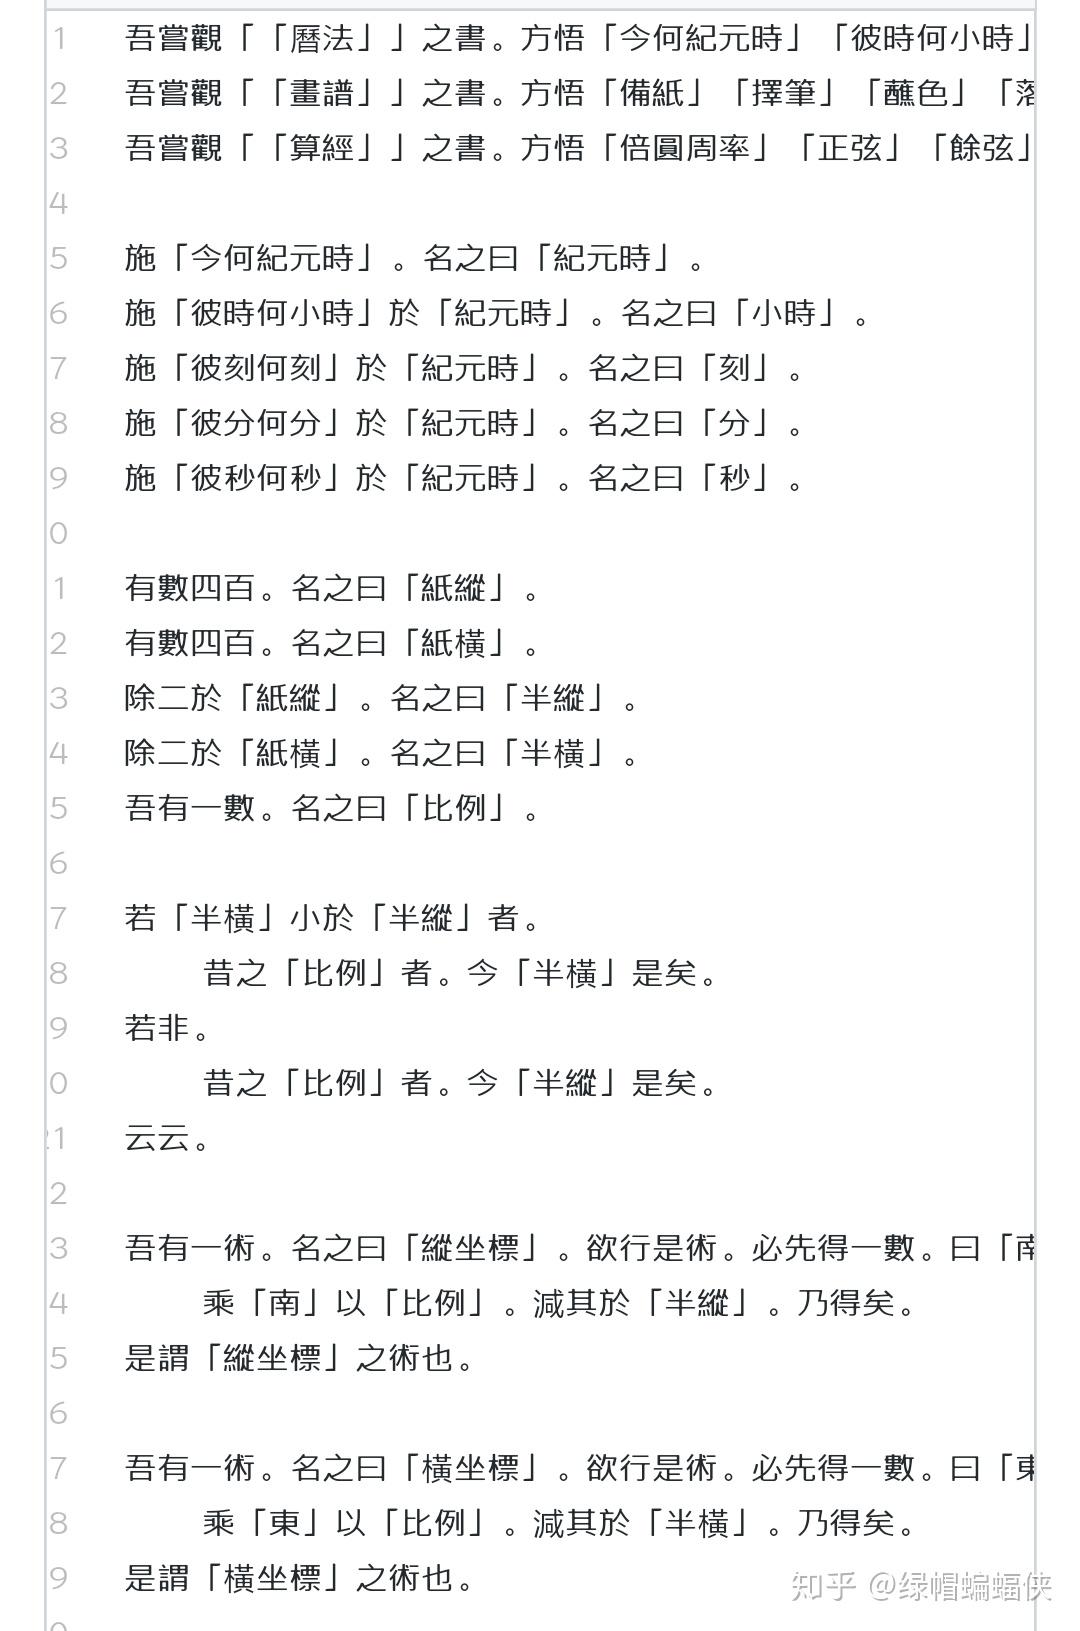 1 吾嘗觀「「曆法」」之書。方悟「今何紀元時」「彼時何小時」
2 吾嘗觀「「畫譜」」之書。方悟「備紙」「擇筆」「蘸色」「落
3 吾嘗觀「「算經」」之書。方悟「倍圓周率」「正弦」「餘弦」
4
5 施「今何紀元時」。名之曰「紀元時」。
6 施「彼時何小時」於「紀元時」。名之曰「小時」。
7 施「彼刻何刻」於「紀元時」。名之曰「刻」。
8 施「彼分何分」於「紀元時」。名之曰「分」。
9 施「彼秒何秒」於「紀元時」。名之曰「秒」。
0
1 有數四百。名之曰「紙縱」。
2 有數四百。名之曰「紙橫」。
3 除二於「紙縱」。名之曰「半縱」。
4 除二於「紙橫」。名之曰「半橫」。
5 吾有一數。名之曰「比例」。
6
7 若「半橫」小於「半縱」者。
8 昔之「比例」者。今「半橫」是矣。
9 若非。
0 昔之「比例」者。今「半縱」是矣。
21 云云。
2
3 吾有一術。名之曰「縱坐標」。欲行是術。必先得一數。曰「南
4 乘「南」以「比例」。減其於「半縱」。乃得矣。
5 是謂「縱坐標」之術也。
6
7 吾有一術。名之曰「橫坐標」。欲行是術。必先得一數。曰「東
8 乘「東」以「比例」。減其於「半橫」。乃得矣。
9 是謂「橫坐標」之術也。
知乎 @绿帽蝙蝠侠